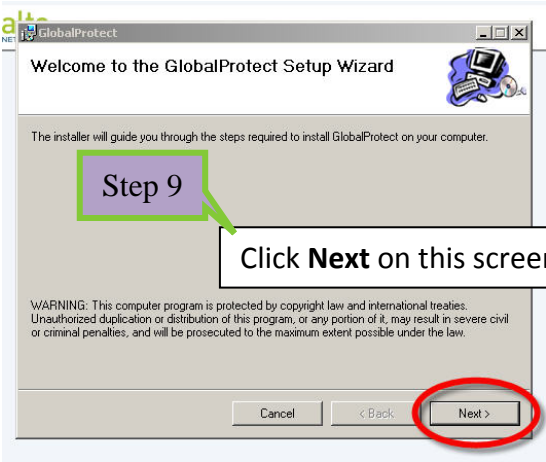 alto
NET
GlobalProtect
Welcome to the GlobalProtect Setup Wizard
The installer will guide you through the steps required to install GlobalProtect on your computer.
Step 9
Click Next on this screen
WARNING: This computer program is protected by copyright law and international treaties.
Unauthorized duplication or distribution of this program, or any portion of it, may result in severe civil
or criminal penalties, and will be prosecuted to the maximum extent possible under the law.
Cancel
< Back
Next >